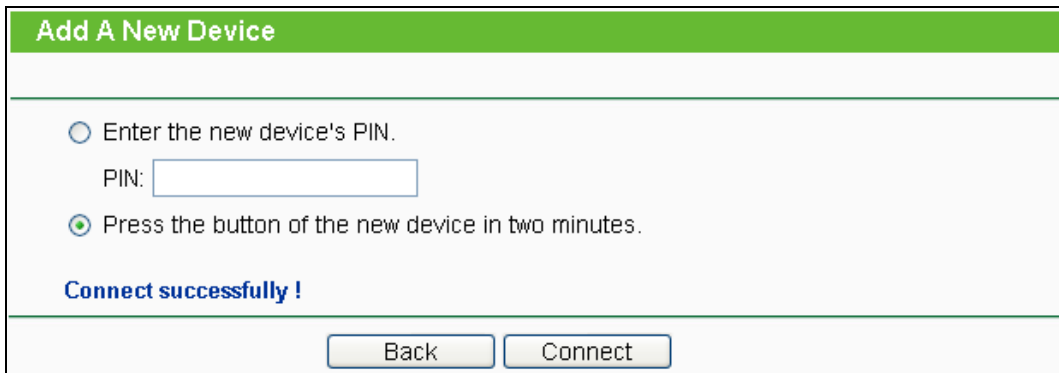 Add A New Device
Enter the new device's PIN.
PIN:
Press the button of the new device in two minutes.
Connect successfully !
Back Connect